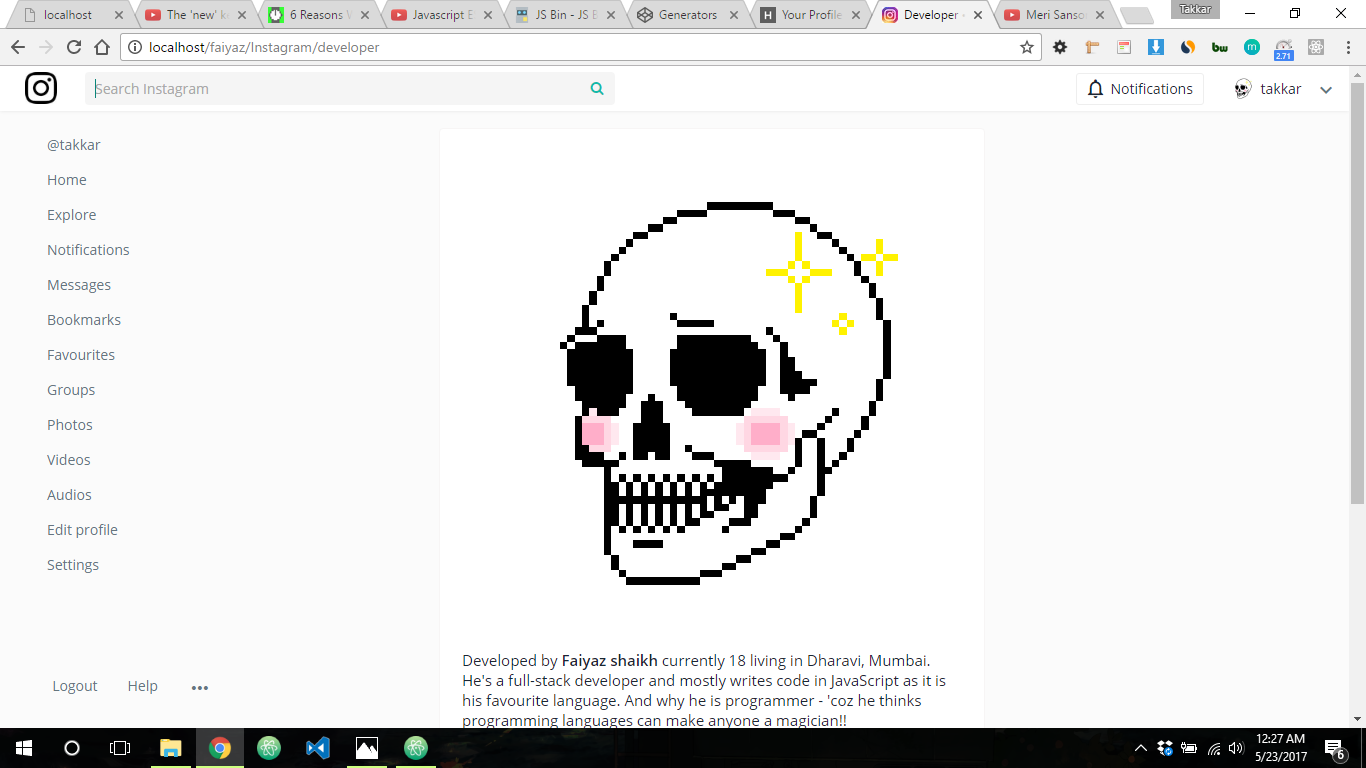 localhost
The 'new' k
6 Reasons
Javascript E
JS Bin - JS B
Generators
Your Profile
Developer
Meri Sanso
Takkar
localhost/faiyaz/Instagram/developer
bw
m
2.71
Search Instagram
Notifications
takkar
@takkar
Home
Explore
Notifications
Messages
Bookmarks
Favourites
Groups
Photos
Videos
Audios
Edit profile
Settings
Logout
Help
Developed by Faiyaz shaikh currently 18 living in Dharavi, Mumbai.
He's a full-stack developer and mostly writes code in JavaScript as it is
his favourite language. And why he is programmer - 'coz he thinks
programming languages can make anyone a magician!!
12:27 AM
5/23/2017
6